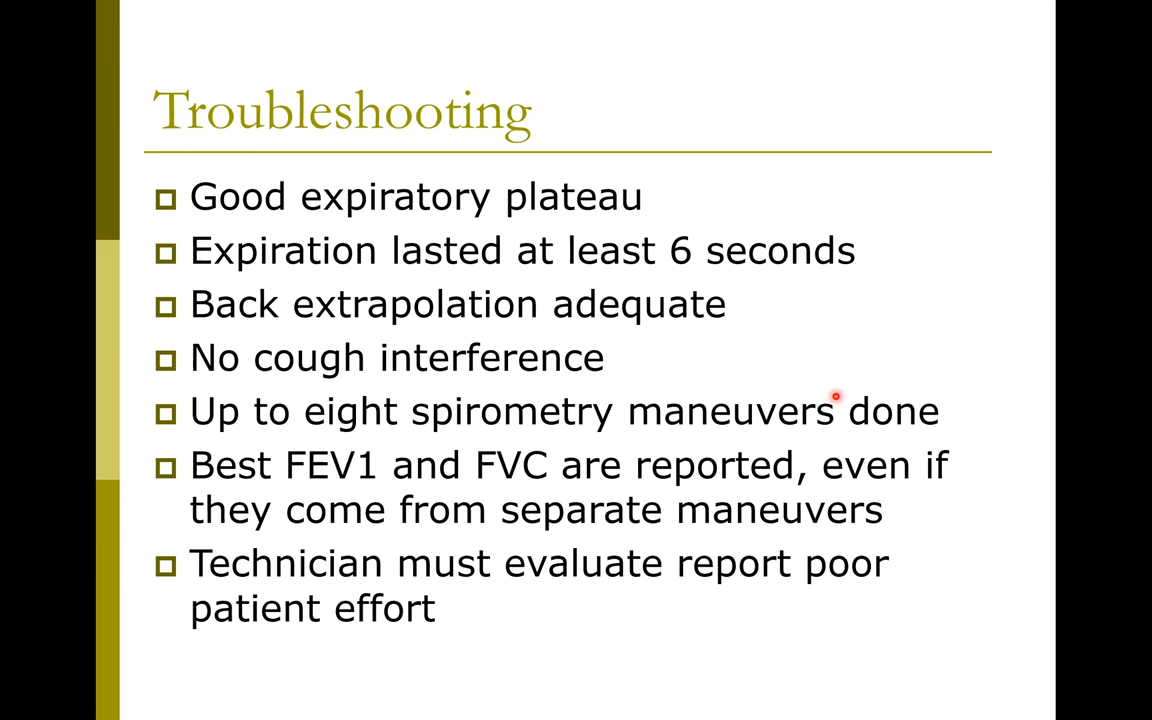 Troubleshooting
Good expiratory plateau
Expiration lasted at least 6 seconds
Back extrapolation adequate
No cough interference
Up to eight spirometry maneuvers done
Best FEV1 and FVC are reported, even if
they come from separate maneuvers
Technician must evaluate report poor
patient effort